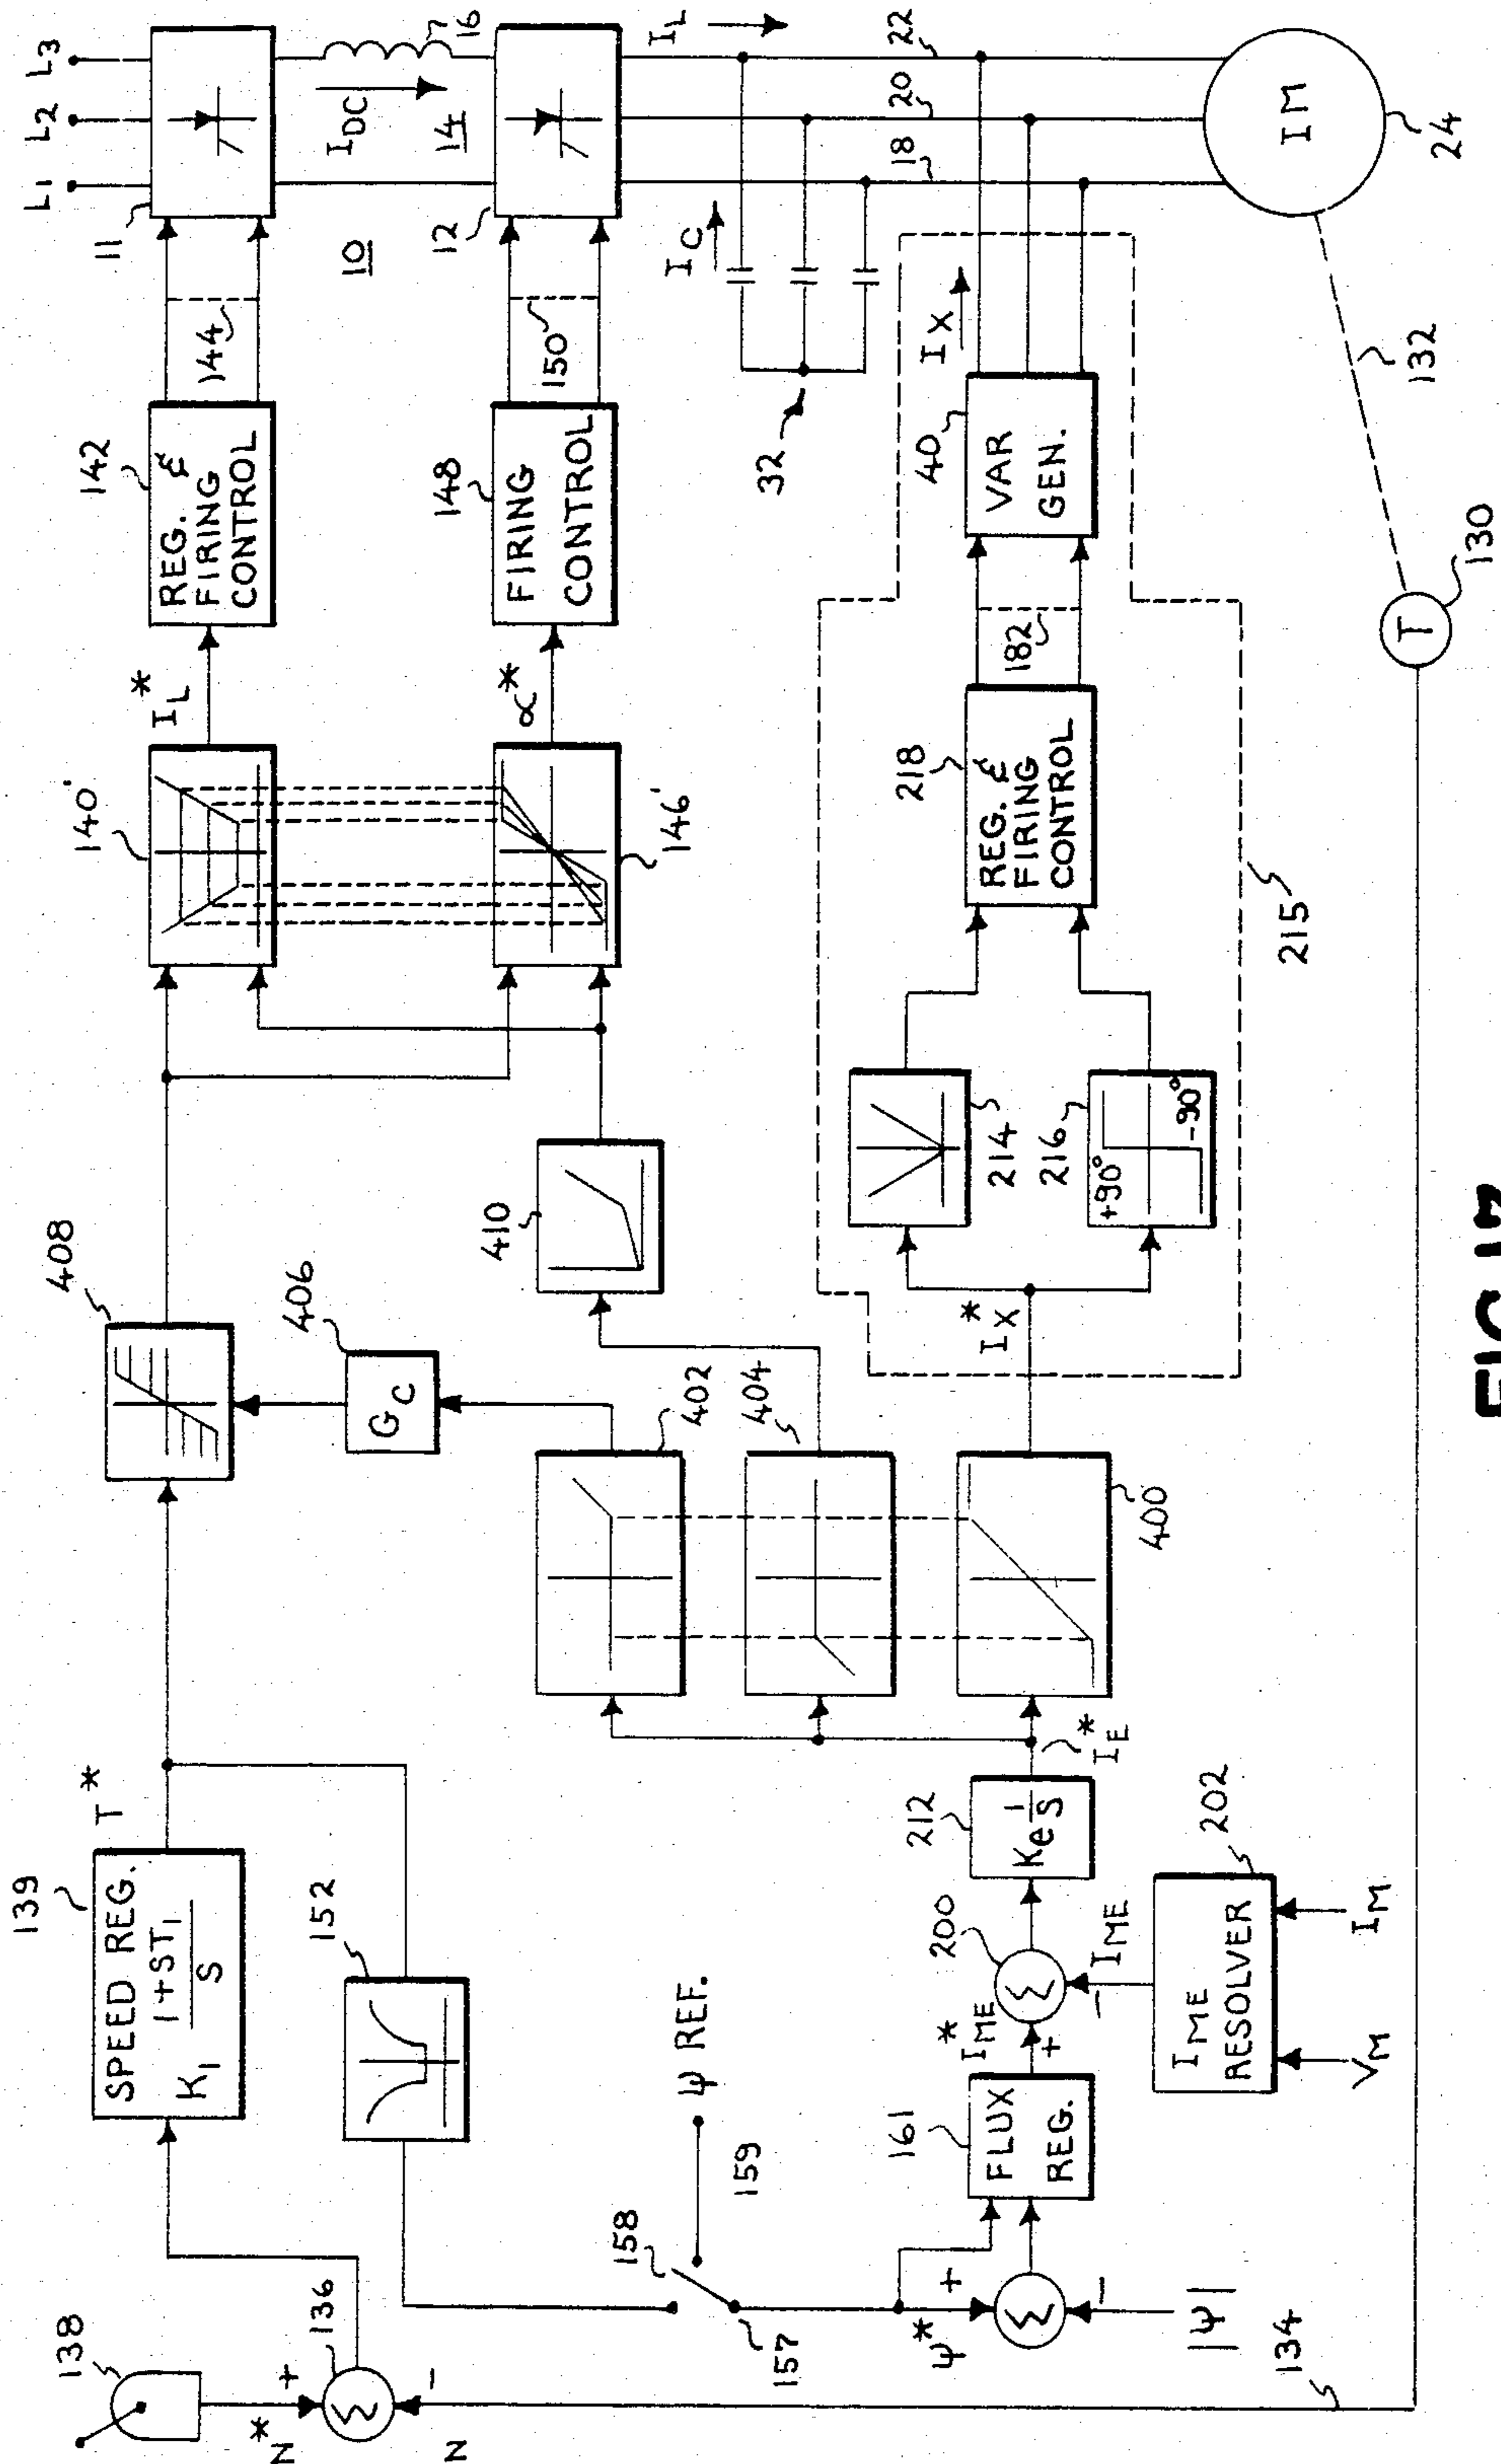 138
N*
+
Σ
136
N
−
134
139
SPEED REG.
K1 1+ST1 / S
T*
152
158
157
159
Ψ REF.
Ψ*
+
Σ
−
|Ψ|
161
FLUX
REG.
I*ME
+
200
Σ
−
IME
IME
RESOLVER
202
VM
IM
212
Ke 1/S
I*E
400
402
404
406
GC
408
410
I*X
214
216
+90°
-90°
215
218
REG. &
FIRING
CONTROL
182
40
VAR
GEN.
IX
140'
146'
IL*
α*
142
REG. &
FIRING
CONTROL
144
148
FIRING
CONTROL
150
L1 L2 L3
11
10
IDC
14
16
12
IL
IC
32
18
20
22
IM
24
132
T
130